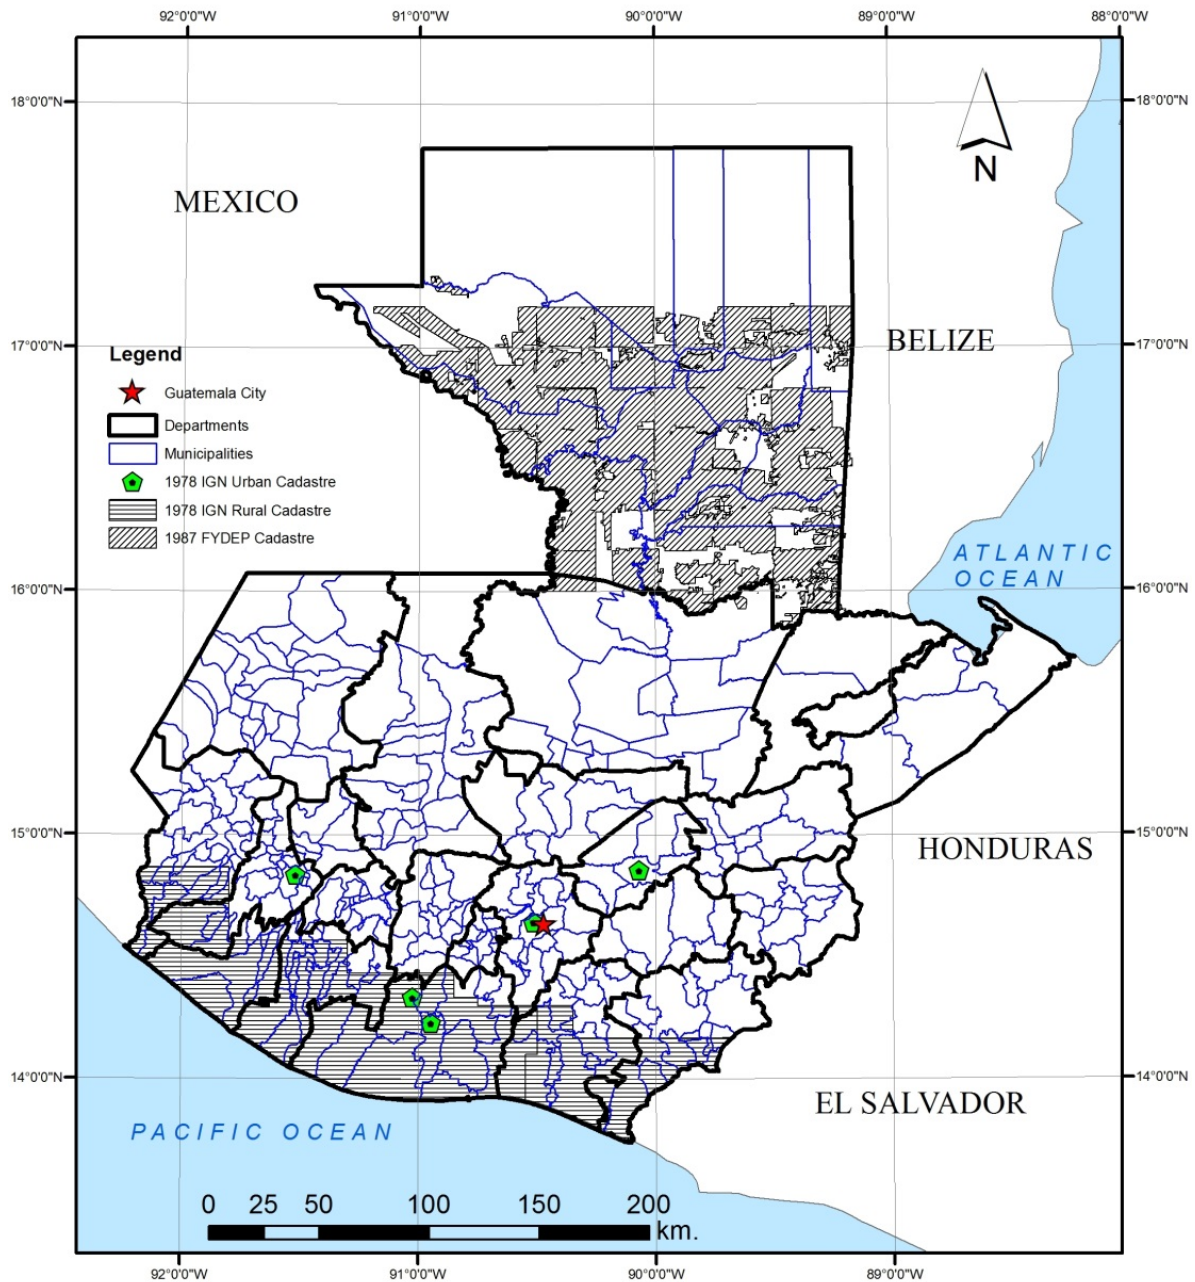 92°0'0"W 91°0'0"W 90°0'0"W 89°0'0"W 88°0'0"W
18°0'0"N 18°0'0"N
N
MEXICO
BELIZE
17°0'0"N 17°0'0"N
Legend
Guatemala City
Departments
Municipalities
1978 IGN Urban Cadastre
1978 IGN Rural Cadastre
1987 FYDEP Cadastre
ATLANTIC
OCEAN
16°0'0"N 16°0'0"N
15°0'0"N 15°0'0"N
HONDURAS
14°0'0"N 14°0'0"N
EL SALVADOR
PACIFIC OCEAN
0 25 50 100 150 200
km.
92°0'0"W 91°0'0"W 90°0'0"W 89°0'0"W